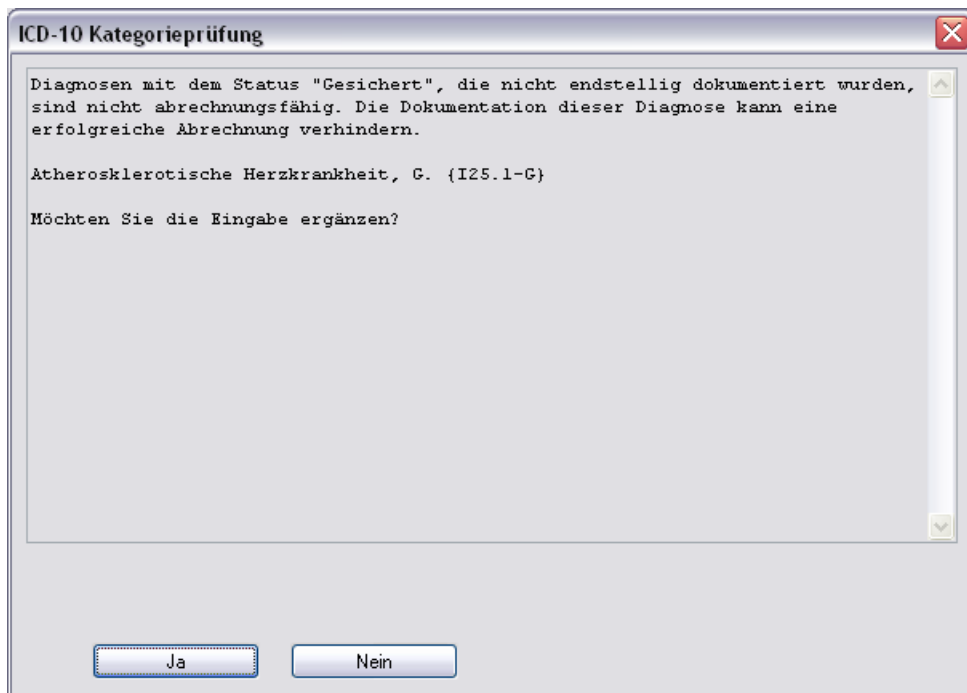 ICD-10 Kategorieprüfung
Diagnosen mit dem Status "Gesichert", die nicht endstellig dokumentiert wurden,
sind nicht abrechnungsfähig. Die Dokumentation dieser Diagnose kann eine
erfolgreiche Abrechnung verhindern.
Atherosklerotische Herzkrankheit, G. {I25.1-G}
Möchten Sie die Eingabe ergänzen?
Ja Nein